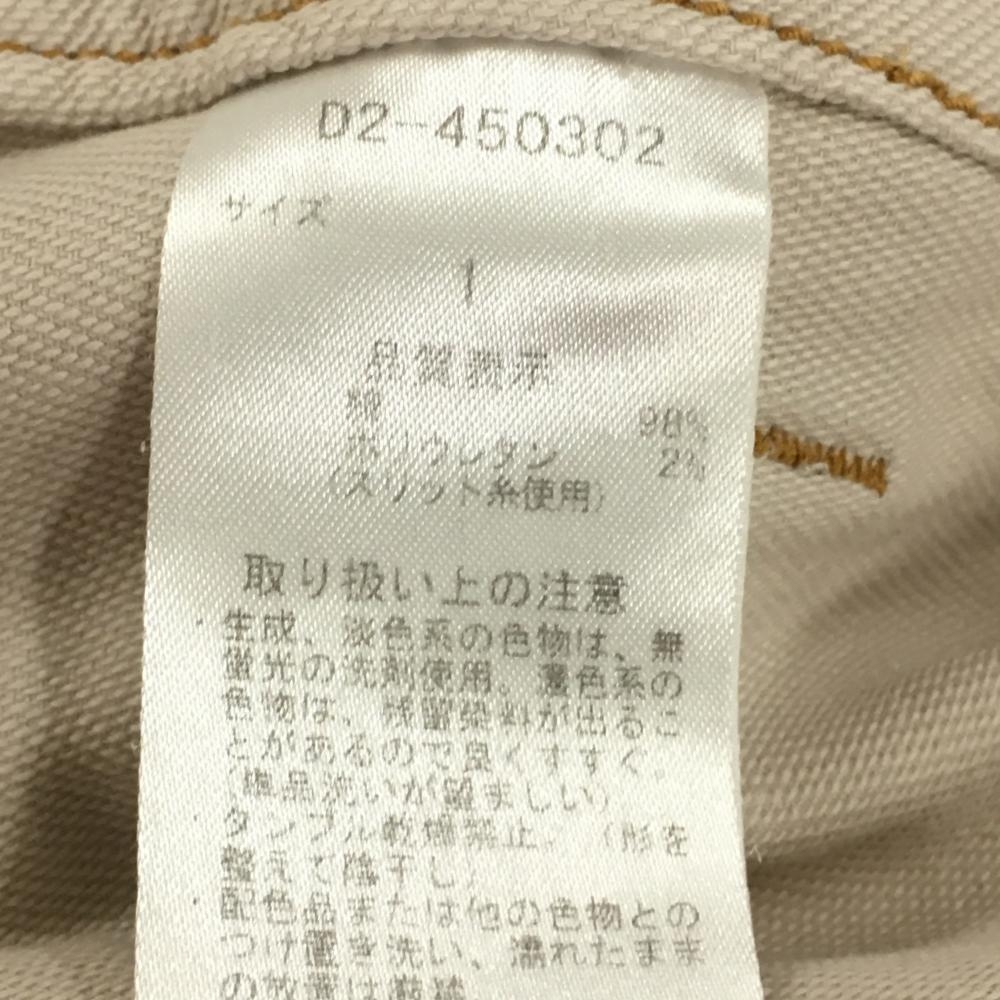 D2-450302
サイズ
1
品質表示
綿 98%
ポリウレタン 2%
(スリット糸使用)
取り扱い上の注意
・生成、淡色系の色物は、無
蛍光の洗剤使用。濃色系の
色物は、残留染料が出るこ
とがあるので良くすすぐ。
(単品洗いが望ましい)
タンブル乾燥禁止。(形を
整えて陰干し)
配色品または他の色物との
つけ置き洗い、濡れたまま
の放置は厳禁